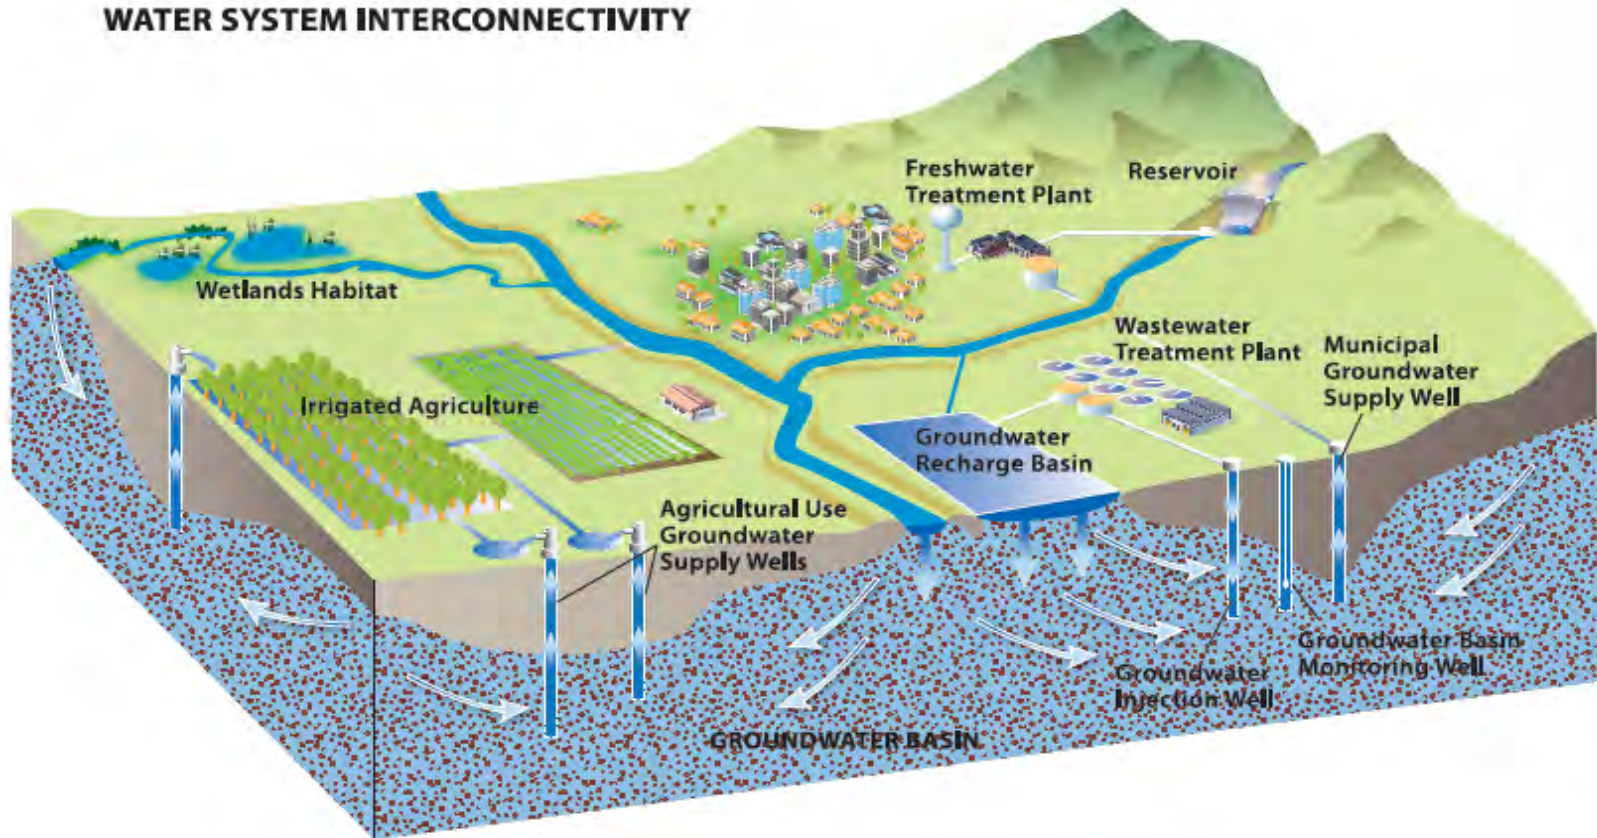 WATER SYSTEM INTERCONNECTIVITY
Freshwater
Treatment Plant
Reservoir
Wetlands Habitat
Wastewater
Treatment Plant
Municipal
Groundwater
Supply Well
Irrigated Agriculture
Groundwater
Recharge Basin
Agricultural Use
Groundwater
Supply Wells
Groundwater Basin
Monitoring Well
Groundwater
Injection Well
GROUNDWATER BASIN